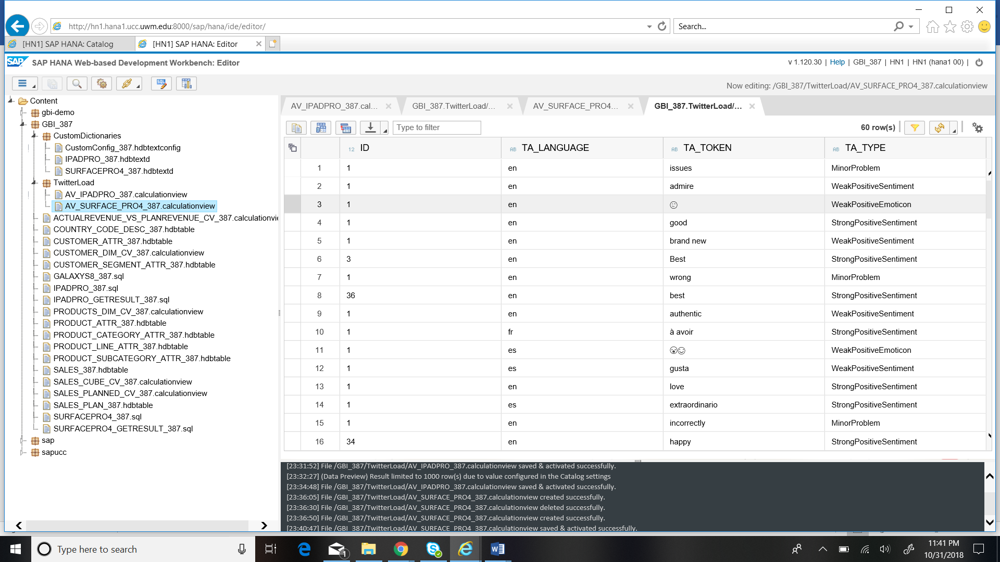 http://hn1.hana1.ucc.uwm.edu:8000/sap/hana/ide/editor/
Search...
[HN1] SAP HANA: Catalog
[HN1] SAP HANA: Editor
SAP
SAP HANA Web-based Development Workbench: Editor
v 1.120.30 | Help | GBI_387 | HN1 | HN1 (hana1 00) |
SQL
Now editing: /GBI_387/TwitterLoad/AV_SURFACE_PRO4_387.calculationview
Content
gbi-demo
GBI_387
CustomDictionaries
CustomConfig_387.hdbtextconfig
IPADPRO_387.hdbtextd
SURFACEPRO4_387.hdbtextd
TwitterLoad
AV_IPADPRO_387.calculationview
AV_SURFACE_PRO4_387.calculationview
ACTUALREVENUE_VS_PLANREVENUE_CV_387.calculationvi
COUNTRY_CODE_DESC_387.hdbtable
CUSTOMER_ATTR_387.hdbtable
CUSTOMER_DIM_CV_387.calculationview
CUSTOMER_SEGMENT_ATTR_387.hdbtable
GALAXYS8_387.sql
IPADPRO_387.sql
IPADPRO_GETRESULT_387.sql
PRODUCTS_DIM_CV_387.calculationview
PRODUCT_ATTR_387.hdbtable
PRODUCT_CATEGORY_ATTR_387.hdbtable
PRODUCT_LINE_ATTR_387.hdbtable
PRODUCT_SUBCATEGORY_ATTR_387.hdbtable
SALES_387.hdbtable
SALES_CUBE_CV_387.calculationview
SALES_PLANNED_CV_387.calculationview
SALES_PLAN_387.hdbtable
SURFACEPRO4_387.sql
SURFACEPRO4_GETRESULT_387.sql
sap
sapucc
AV_IPADPRO_387.cal...
GBI_387.TwitterLoad/...
AV_SURFACE_PRO4...
GBI_387.TwitterLoad/...
Type to filter
60 row(s)
12 ID AB TA_LANGUAGE AB TA_TOKEN AB TA_TYPE
1 1 en issues MinorProblem
2 1 en admire WeakPositiveSentiment
3 1 en 😉 WeakPositiveEmoticon
4 1 en good StrongPositiveSentiment
5 1 en brand new WeakPositiveSentiment
6 3 en Best StrongPositiveSentiment
7 1 en wrong MinorProblem
8 36 en best StrongPositiveSentiment
9 1 en authentic WeakPositiveSentiment
10 1 fr à avoir StrongPositiveSentiment
11 1 es WeakPositiveEmoticon
12 1 es gusta WeakPositiveSentiment
13 1 en love StrongPositiveSentiment
14 1 es extraordinario StrongPositiveSentiment
15 1 en incorrectly MinorProblem
16 34 en happy StrongPositiveSentiment
[23:31:52] File /GBI_387/TwitterLoad/AV_IPADPRO_387.calculationview saved & activated successfully.
[23:32:27] (Data Preview) Result limited to 1000 row(s) due to value configured in the Catalog settings
[23:34:48] File /GBI_387/TwitterLoad/AV_IPADPRO_387.calculationview saved & activated successfully.
[23:36:05] File /GBI_387/TwitterLoad/AV_SURFACE_PRO4_387.calculationview created successfully.
[23:36:30] File /GBI_387/TwitterLoad/AV_SURFACE_PRO4_387.calculationview deleted successfully.
[23:36:50] File /GBI_387/TwitterLoad/AV_SURFACE_PRO4_387.calculationview created successfully.
[23:40:47] File /GBI_387/TwitterLoad/AV_SURFACE_PRO4_387.calculationview saved & activated successfully.
Type here to search
1
11:41 PM
10/31/2018